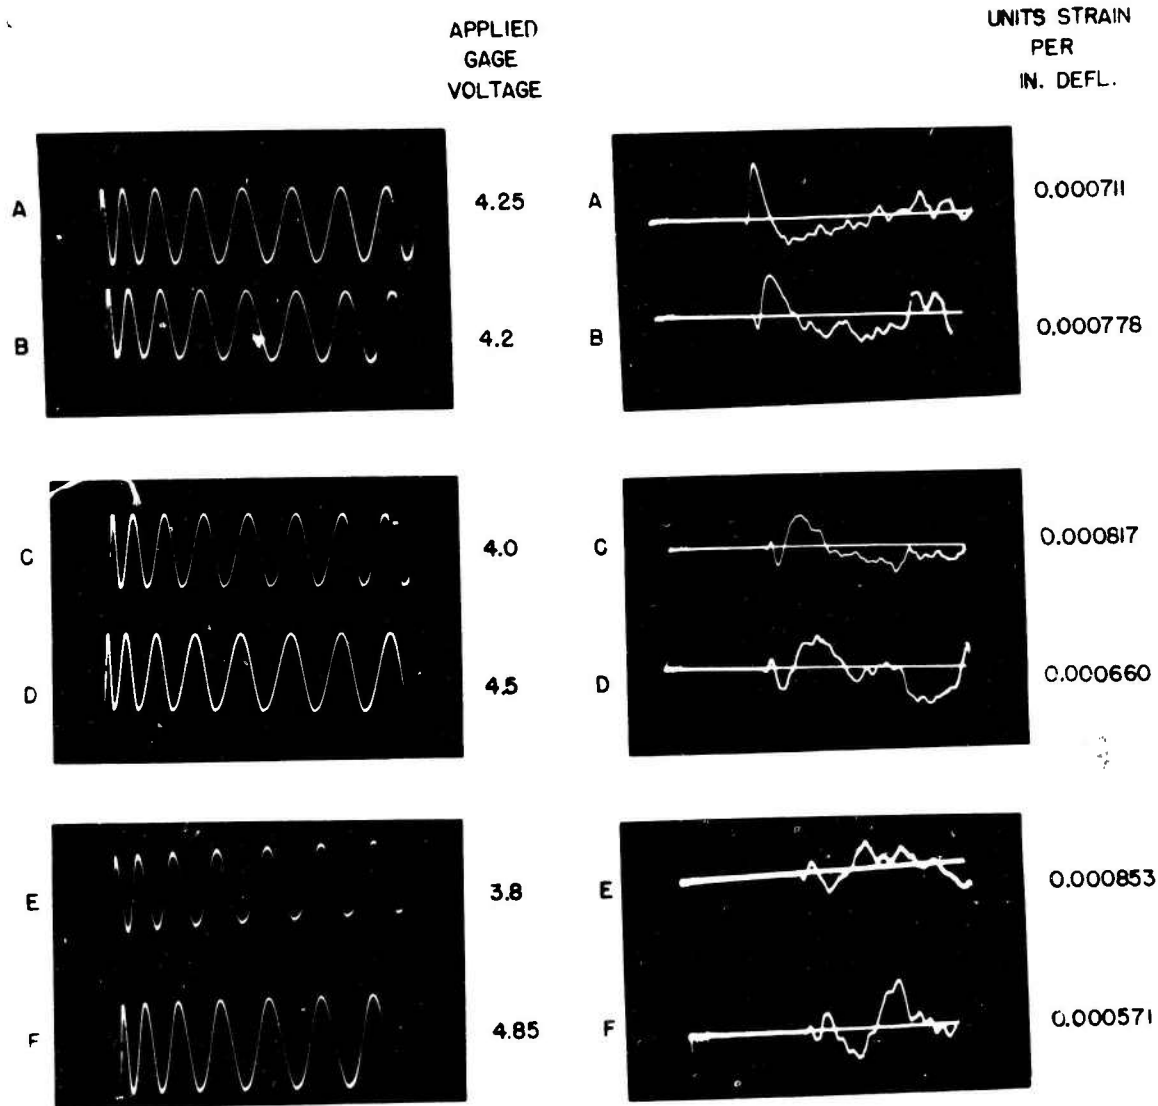 APPLIED
GAGE
VOLTAGE
UNITS STRAIN
PER
IN. DEFL.
A 4.25 A 0.000711
B 4.2 B 0.000778
C 4.0 C 0.000817
D 4.5 D 0.000660
E 3.8 E 0.000853
F 4.85 F 0.000571